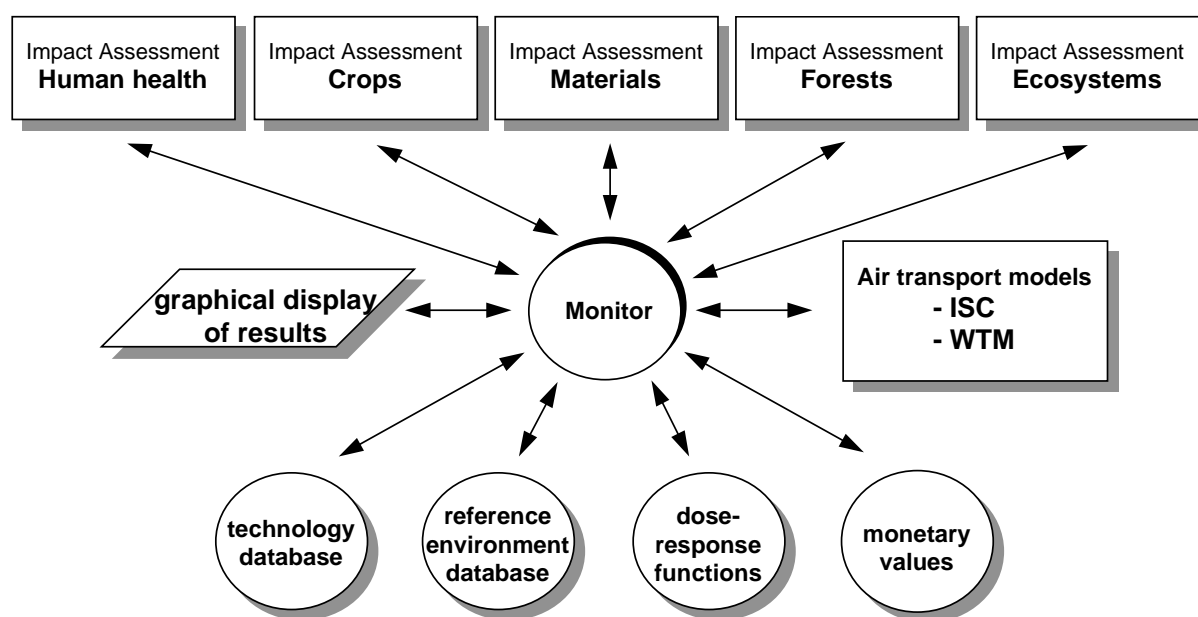 Impact Assessment
Human health
Impact Assessment
Crops
Impact Assessment
Materials
Impact Assessment
Forests
Impact Assessment
Ecosystems
graphical display
of results
Monitor
Air transport models
- ISC
- WTM
technology
database
reference
environment
database
dose-
response
functions
monetary
values